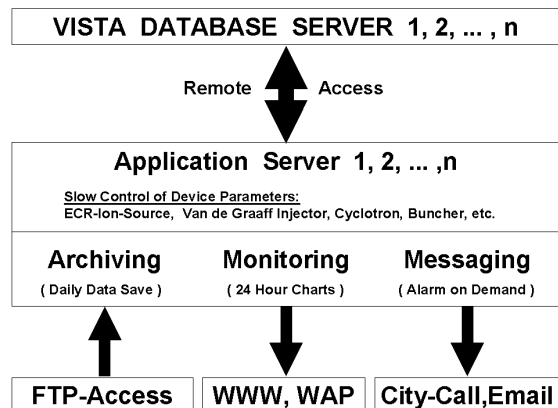 VISTA DATABASE SERVER 1, 2, ... , n
Remote Access
Application Server 1, 2, ... ,n
Slow Control of Device Parameters:
ECR-Ion-Source, Van de Graaff Injector, Cyclotron, Buncher, etc.
Archiving Monitoring Messaging
( Daily Data Save ) ( 24 Hour Charts ) ( Alarm on Demand )
FTP-Access WWW, WAP City-Call,Email